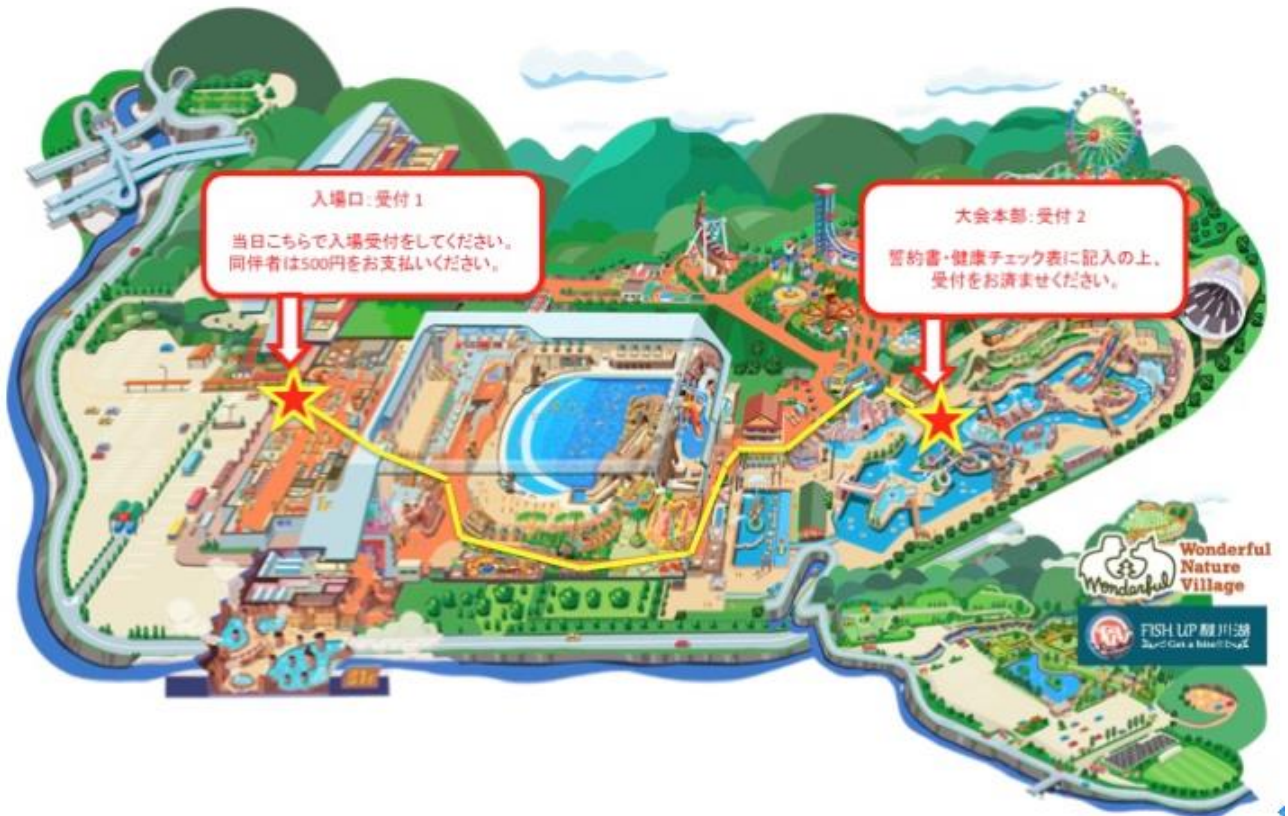 入場口:受付 1
当日こちらで入場受付をしてください。
同伴者は500円をお支払いください。
大会本部:受付 2
誓約書・健康チェック表に記入の上、
受付をお済ませください。
Wonderful
Wonderful
Nature
Village
FISH UP 秋川湖
Get a bite!!